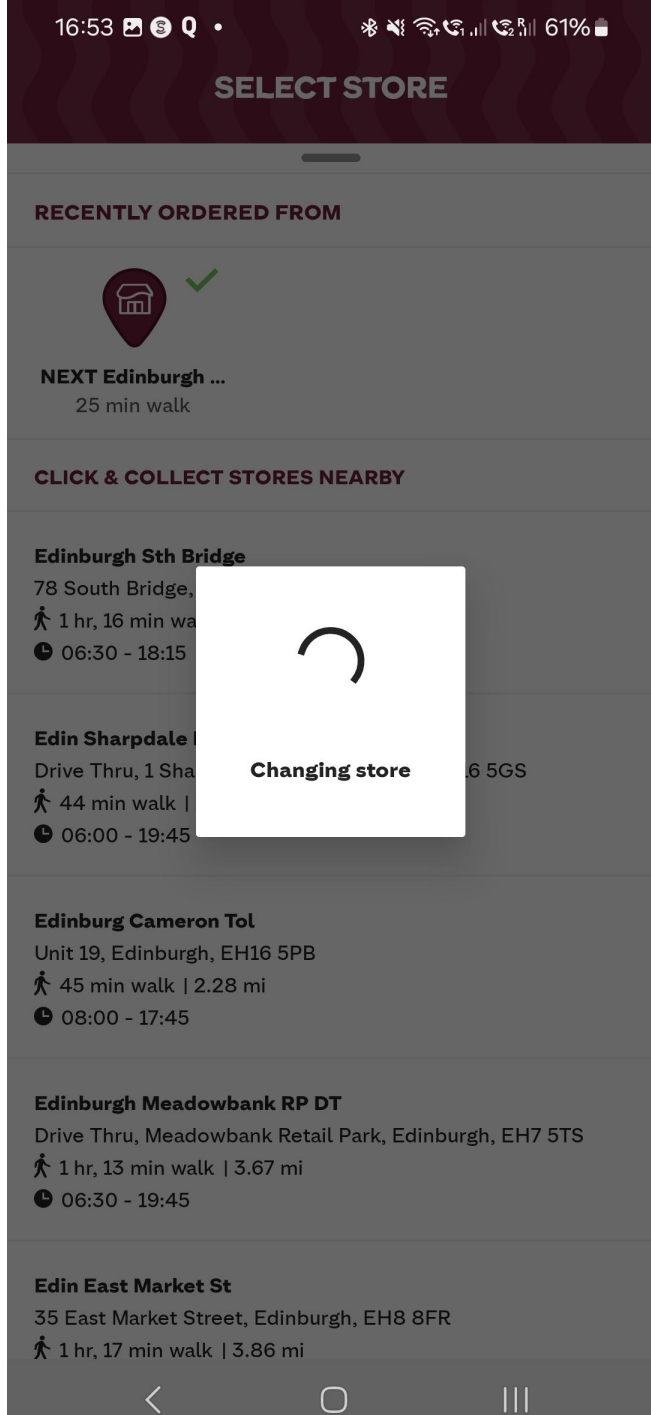 16:53
61%
SELECT STORE
RECENTLY ORDERED FROM
NEXT Edinburgh ...
25 min walk
CLICK & COLLECT STORES NEARBY
Edinburgh Sth Bridge
78 South Bridge,
1 hr, 16 min wa
06:30 - 18:15
Edin Sharpdale
Drive Thru, 1 Sha 6 5GS
44 min walk |
06:00 - 19:45
Changing store
Edinburg Cameron Tol
Unit 19, Edinburgh, EH16 5PB
45 min walk | 2.28 mi
08:00 - 17:45
Edinburgh Meadowbank RP DT
Drive Thru, Meadowbank Retail Park, Edinburgh, EH7 5TS
1 hr, 13 min walk | 3.67 mi
06:30 - 19:45
Edin East Market St
35 East Market Street, Edinburgh, EH8 8FR
1 hr, 17 min walk | 3.86 mi